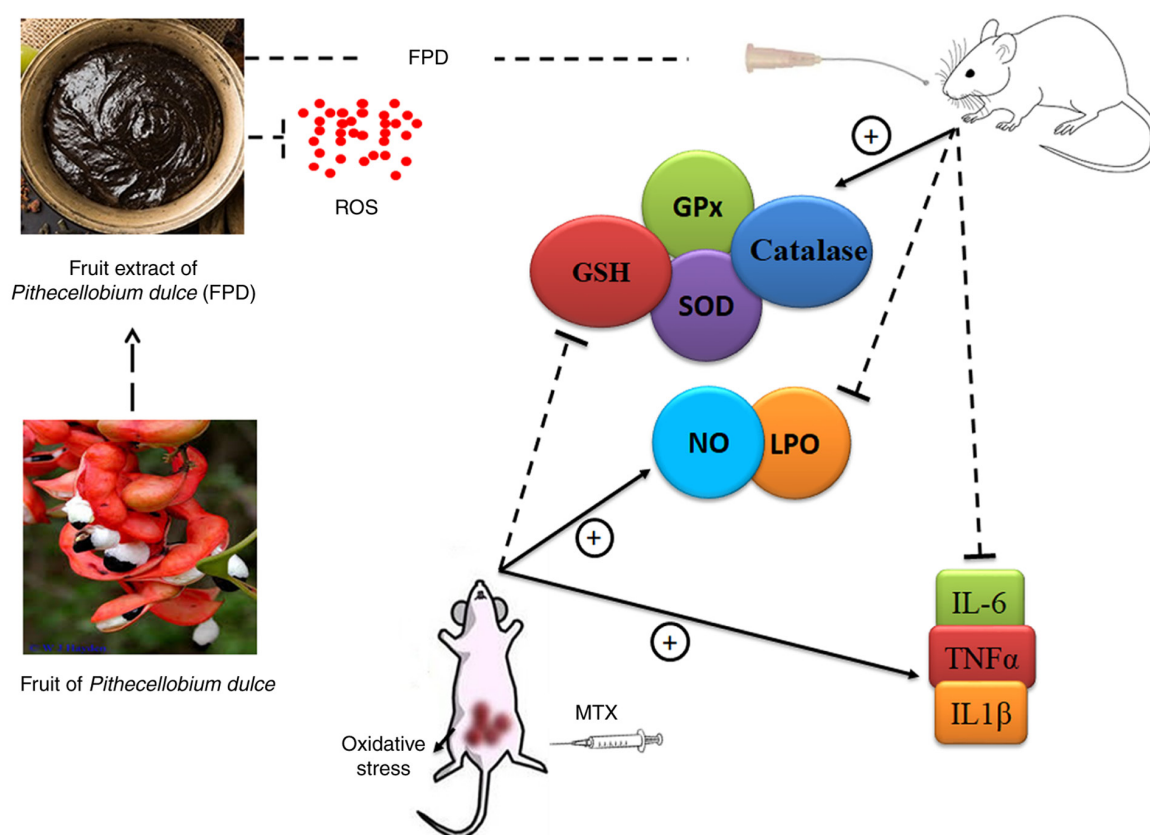 FPD
ROS
Fruit extract of
Pithecellobium dulce (FPD)
Fruit of Pithecellobium dulce
+
GPx
GSH
Catalase
SOD
NO
LPO
+
+
IL-6
TNFα
IL1β
MTX
Oxidative
stress